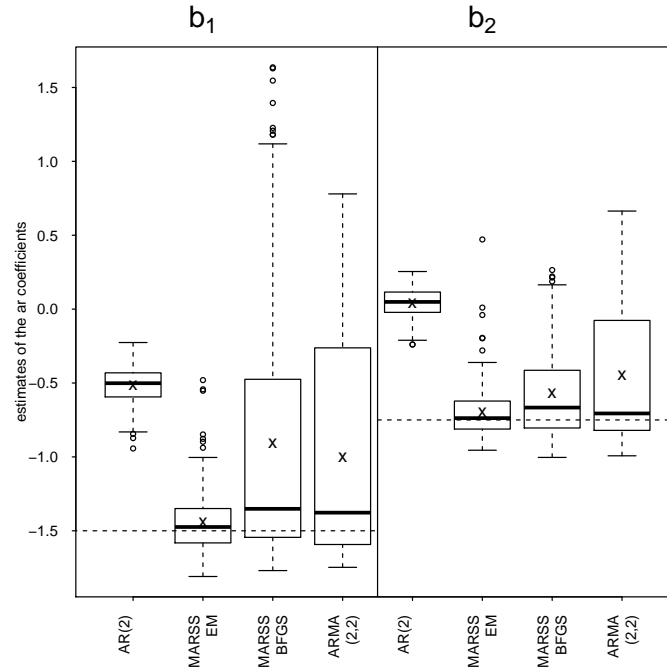 b1
b2
estimates of the ar coefficients
1.5
1.0
0.5
0.0
−0.5
−1.0
−1.5
x
x
x
x
x
x
x
x
AR(2)
MARSS
EM
MARSS
BFGS
ARMA
(2,2)
AR(2)
MARSS
EM
MARSS
BFGS
ARMA
(2,2)